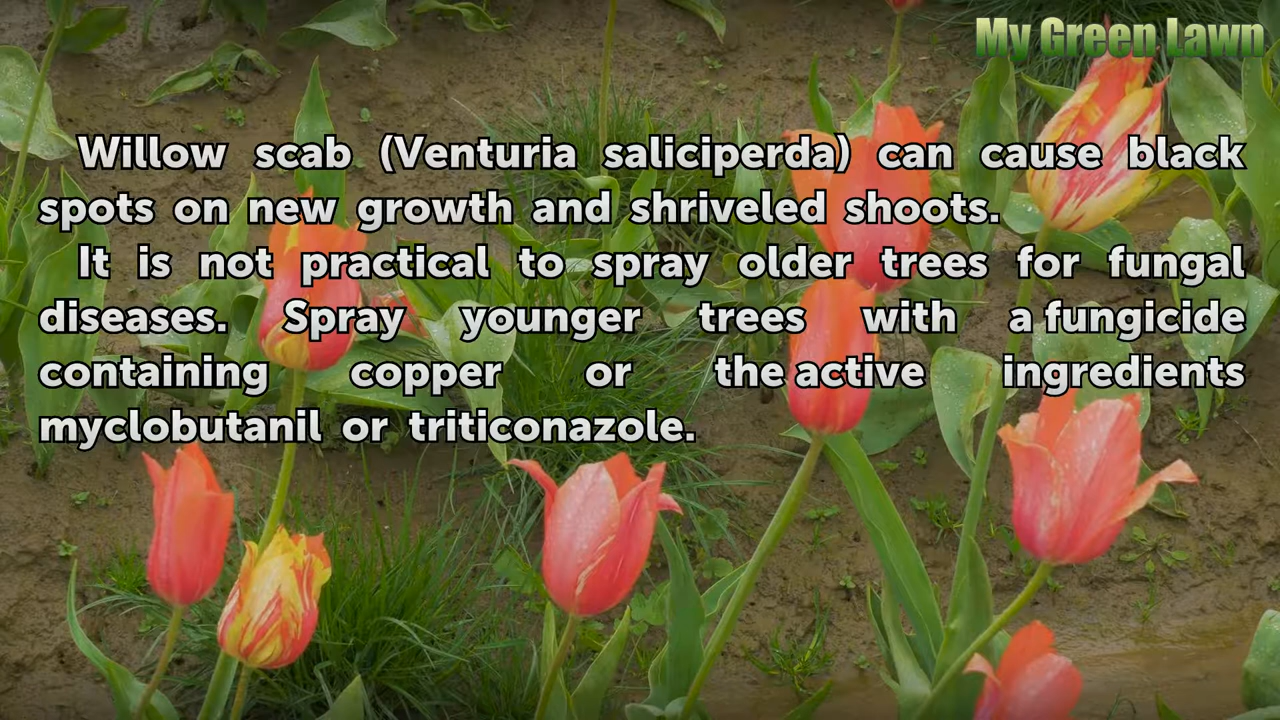 My Green Lawn
Willow scab (Venturia saliciperda) can cause black
spots on new growth and shriveled shoots.
It is not practical to spray older trees for fungal
diseases. Spray younger trees with a fungicide
containing copper or the active ingredients
myclobutanil or triticonazole.